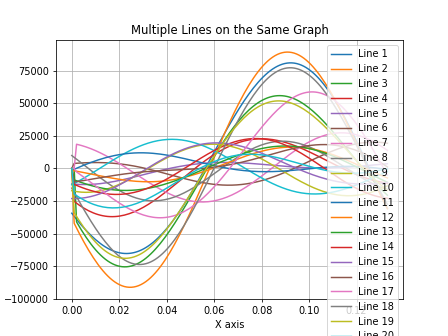 Multiple Lines on the Same Graph
75000
50000
25000
0
−25000
−50000
−75000
−100000
0.00
0.02
0.04
0.06
0.08
0.10
X axis
Line 1
Line 2
Line 3
Line 4
Line 5
Line 6
Line 7
Line 8
Line 9
Line 10
Line 11
Line 12
Line 13
Line 14
Line 15
Line 16
Line 17
Line 18
Line 19
Line 20